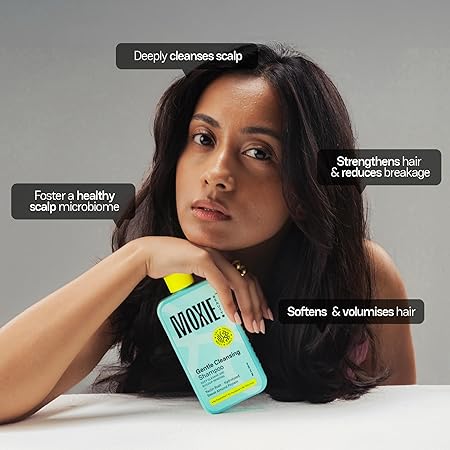 Deeply cleanses scalp
Strengthens hair
& reduces breakage
Foster a healthy
scalp microbiome
Softens & volumises hair
MOXIE
Gentle Cleansing
Shampoo